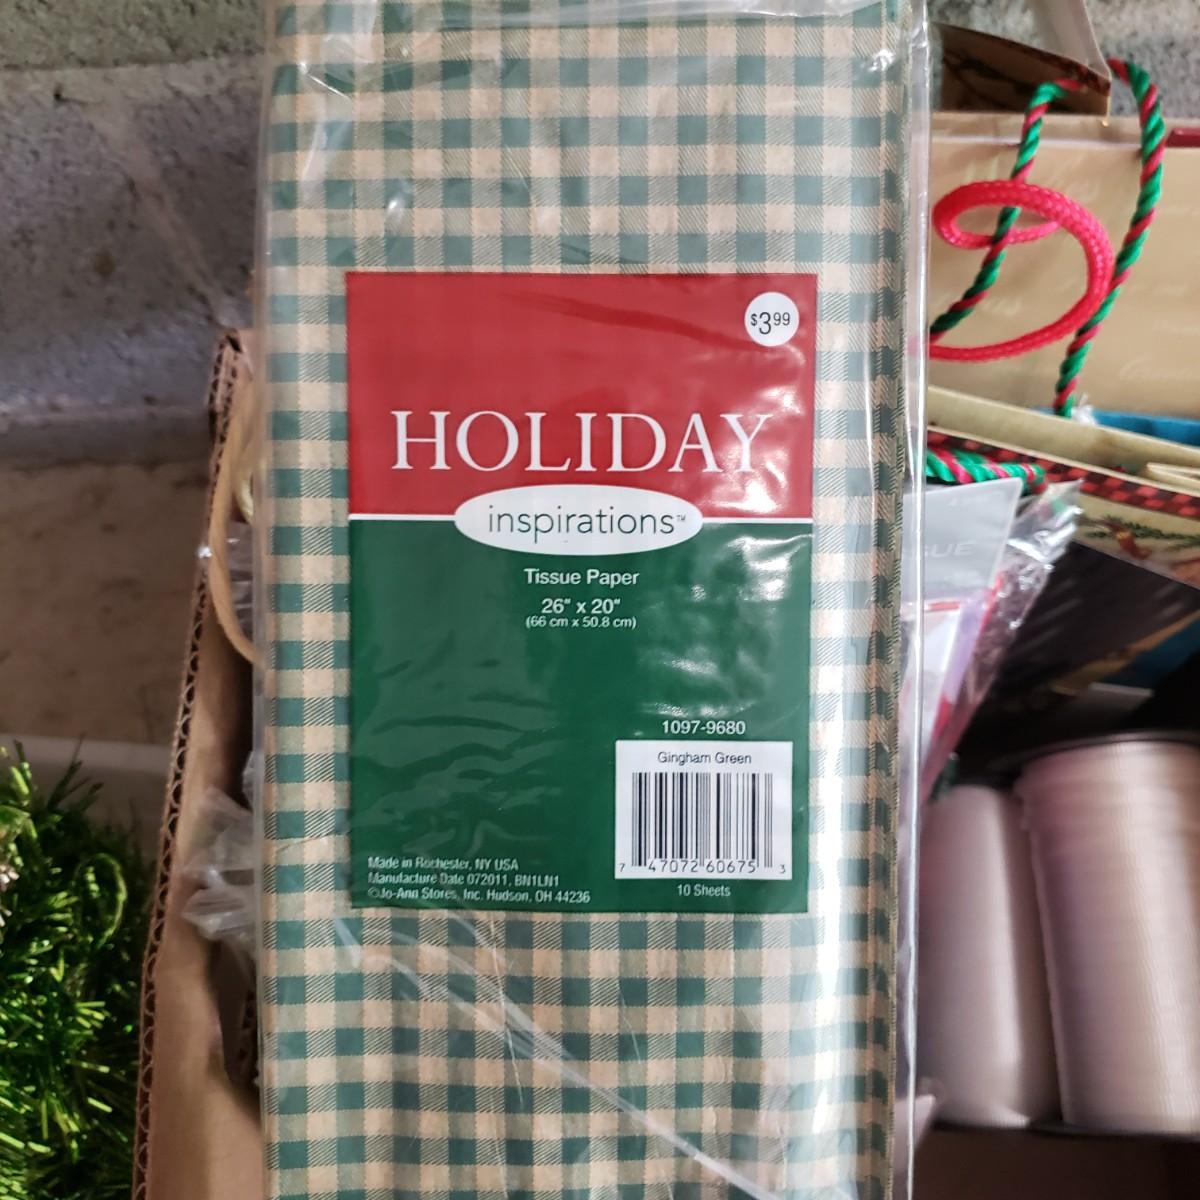 $3.99
HOLIDAY
inspirations™
Tissue Paper
26" x 20"
(66 cm x 50.8 cm)
1097-9680
Gingham Green
7 47072 60675 3
10 Sheets
Made in Rochester, NY USA
Manufacture Date 072011, BN1LN1
©Jo-Ann Stores, Inc. Hudson, OH 44236